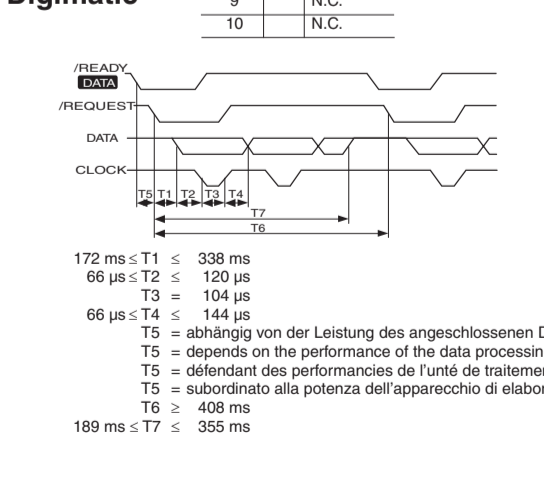 Digimatic
9 N.C.
10 N.C.
/READY
DATA
/REQUEST
DATA
CLOCK
T5 T1 T2 T3 T4
T7
T6
172 ms ≤ T1 ≤ 338 ms
66 µs ≤ T2 ≤ 120 µs
T3 = 104 µs
66 µs ≤ T4 ≤ 144 µs
T5 = abhängig von der Leistung des angeschlossenen
T5 = depends on the performance of the data processin
T5 = défendant des performancies de l'unté de traiteme
T5 = subordinato alla potenza dell'apparecchio di elabor
T6 ≥ 408 ms
189 ms ≤ T7 ≤ 355 ms